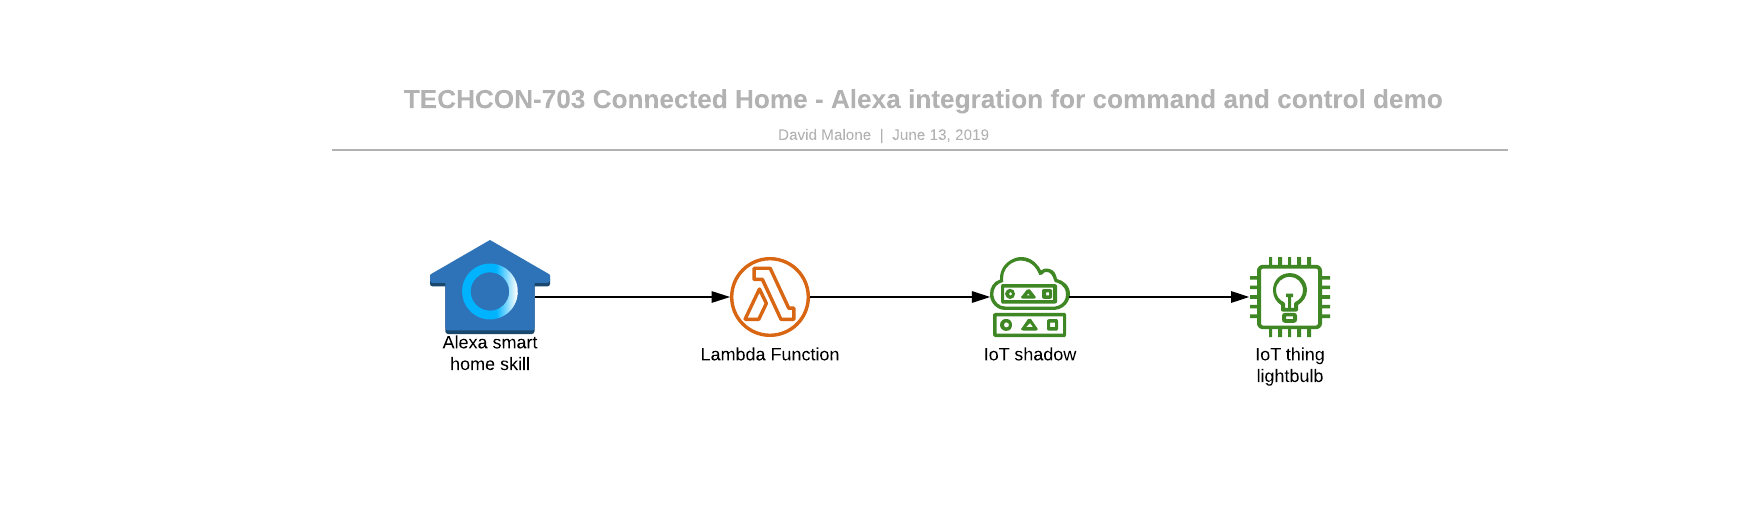 TECHCON-703 Connected Home - Alexa integration for command and control demo
David Malone | June 13, 2019
Alexa smart
home skill
Lambda Function
IoT shadow
IoT thing
lightbulb